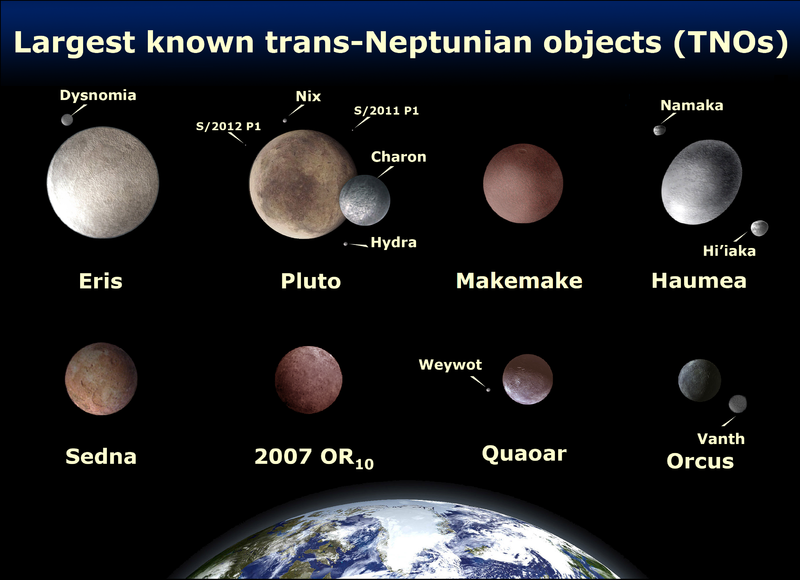 Largest known trans-Neptunian objects (TNOs)
Dysnomia
Nix
S/2012 P1
S/2011 P1
Charon
Hydra
Namaka
Hi’iaka
Eris
Pluto
Makemake
Haumea
Weywot
Vanth
Sedna
2007 OR10
Quaoar
Orcus